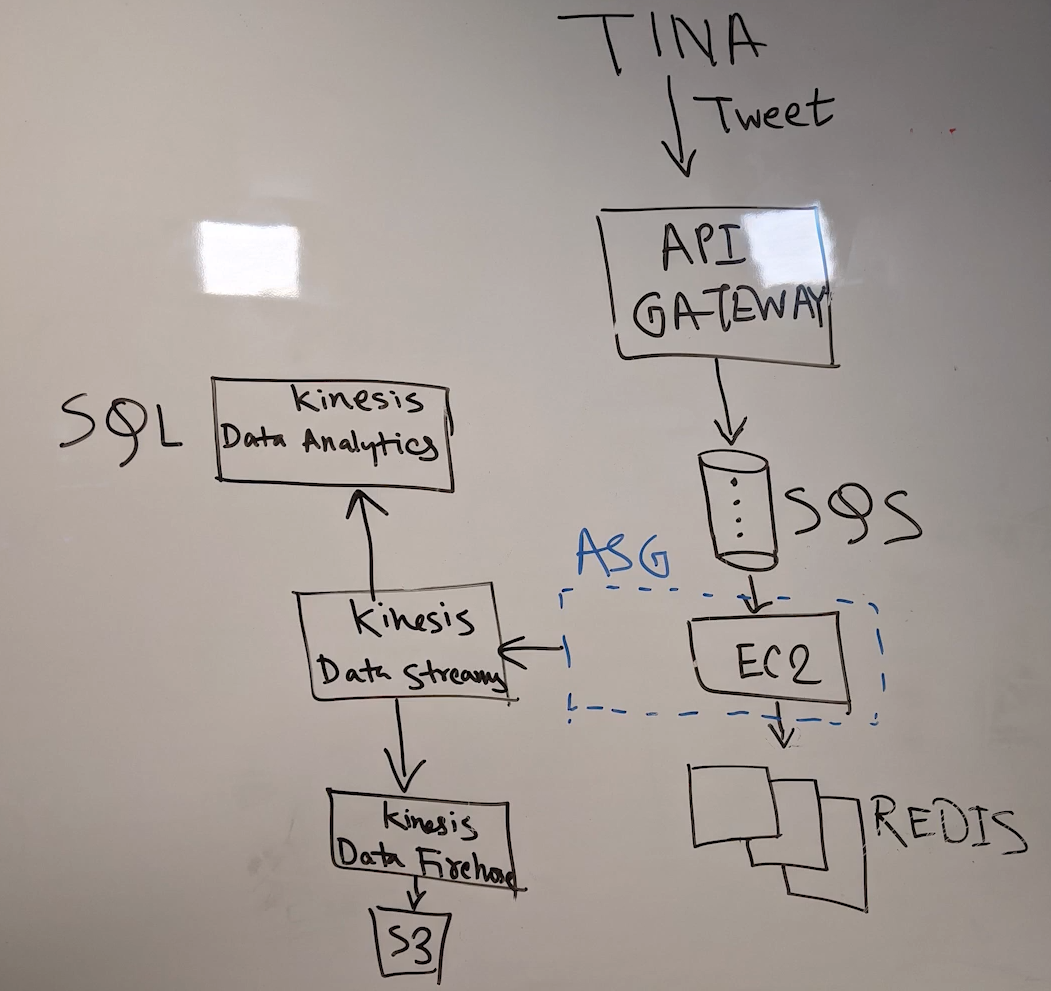 TINA
Tweet
API
GATEWAY
SQL
Kinesis
Data Analytics
SQS
ASG
Kinesis
Data Streams
EC2
Kinesis
Data Firehose
REDIS
S3